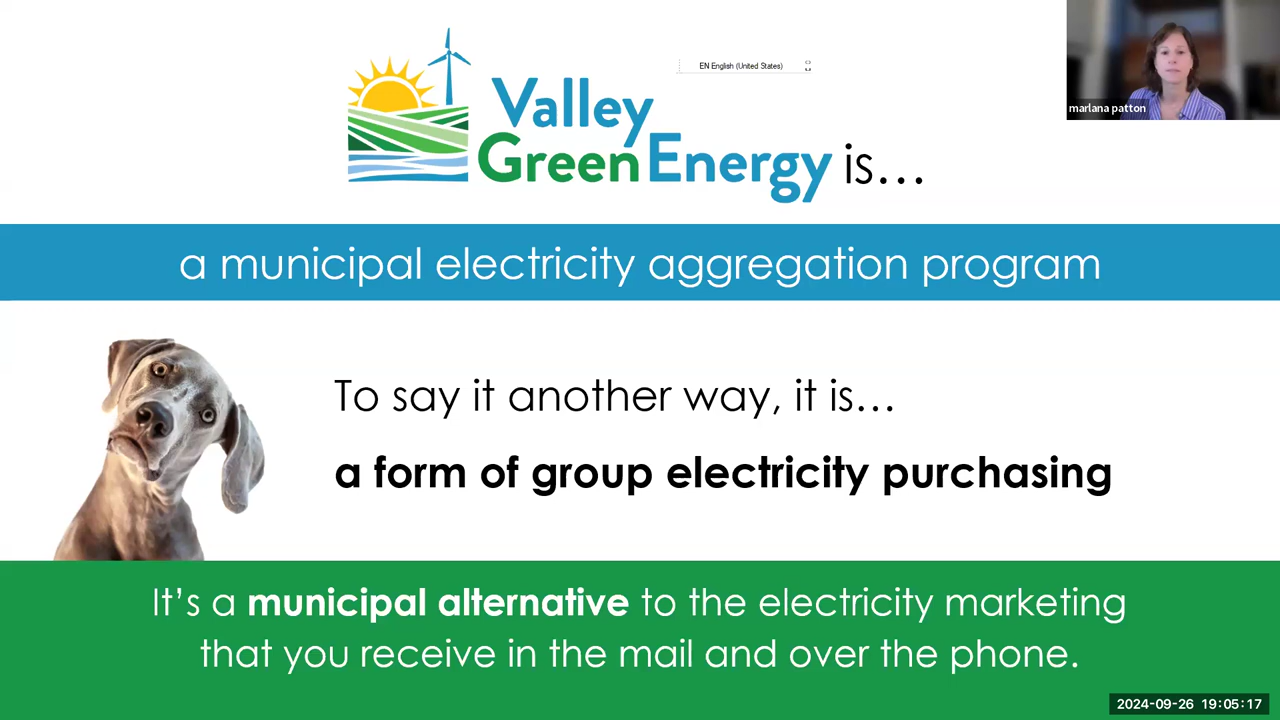 EN English (United States)
marlana patton
Valley
Green Energy is...
a municipal electricity aggregation program
To say it another way, it is...
a form of group electricity purchasing
It's a municipal alternative to the electricity marketing
that you receive in the mail and over the phone.
2024-09-26 19:05:17